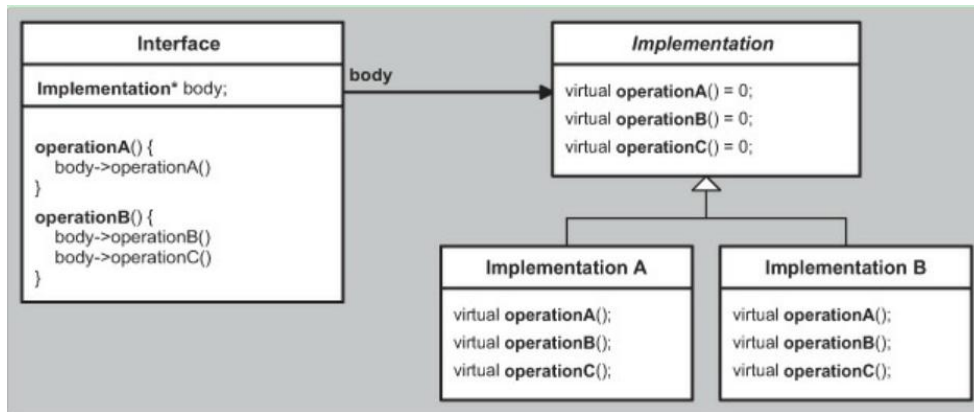 Interface
Implementation* body;
operationA() {
body->operationA()
}
operationB() {
body->operationB()
body->operationC()
}
body
Implementation
virtual operationA() = 0;
virtual operationB() = 0;
virtual operationC() = 0;
Implementation A
virtual operationA();
virtual operationB();
virtual operationC();
Implementation B
virtual operationA();
virtual operationB();
virtual operationC();